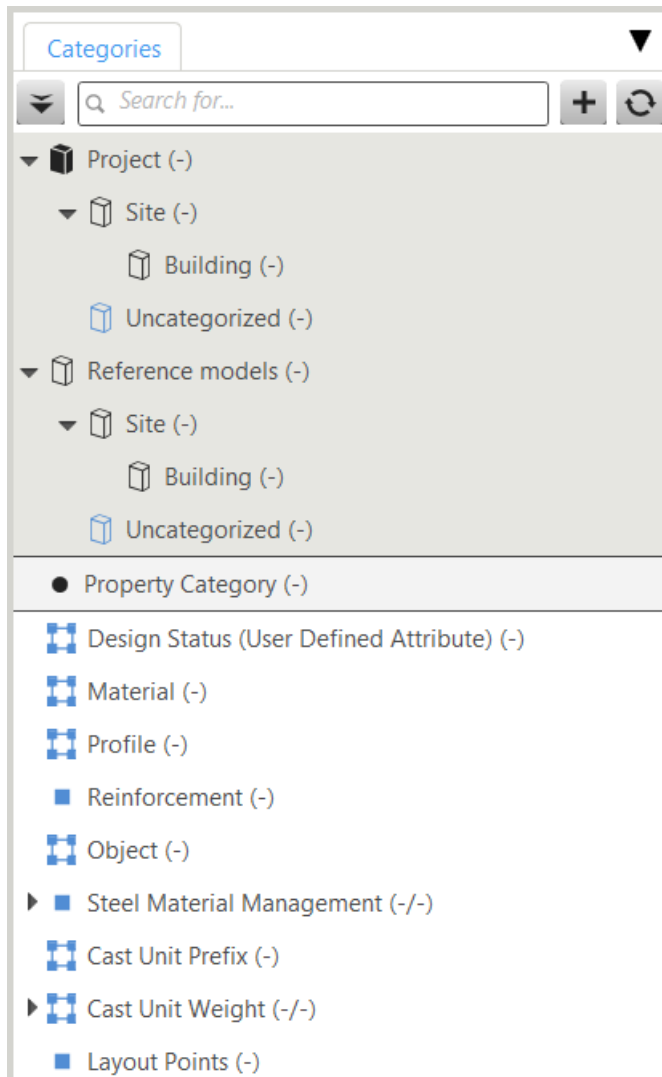 Categories
Search for...
Project (-)
Site (-)
Building (-)
Uncategorized (-)
Reference models (-)
Site (-)
Building (-)
Uncategorized (-)
Property Category (-)
Design Status (User Defined Attribute) (-)
Material (-)
Profile (-)
Reinforcement (-)
Object (-)
Steel Material Management (-/-)
Cast Unit Prefix (-)
Cast Unit Weight (-/-)
Layout Points (-)